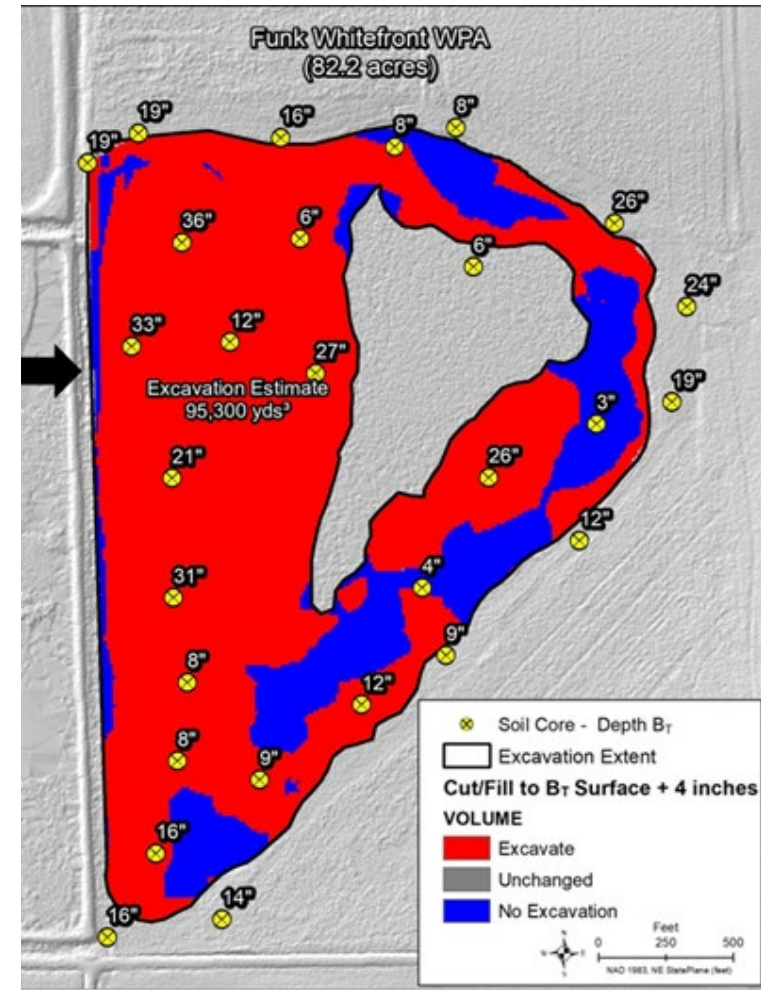 Funk Whitefront WPA
(82.2 acres)
19"
19"
16"
8"
8"
26"
36"
6"
6"
24"
33"
12"
27"
Excavation Estimate
95,300 yds³
19"
3"
21"
26"
12"
31"
4"
9"
8"
12"
8"
9"
16"
14"
16"
Soil Core - Depth BT
Excavation Extent
Cut/Fill to BT Surface + 4 inches
VOLUME
Excavate
Unchanged
No Excavation
Feet
0 250 500
NAD 1983, NE StatePlane (feet)